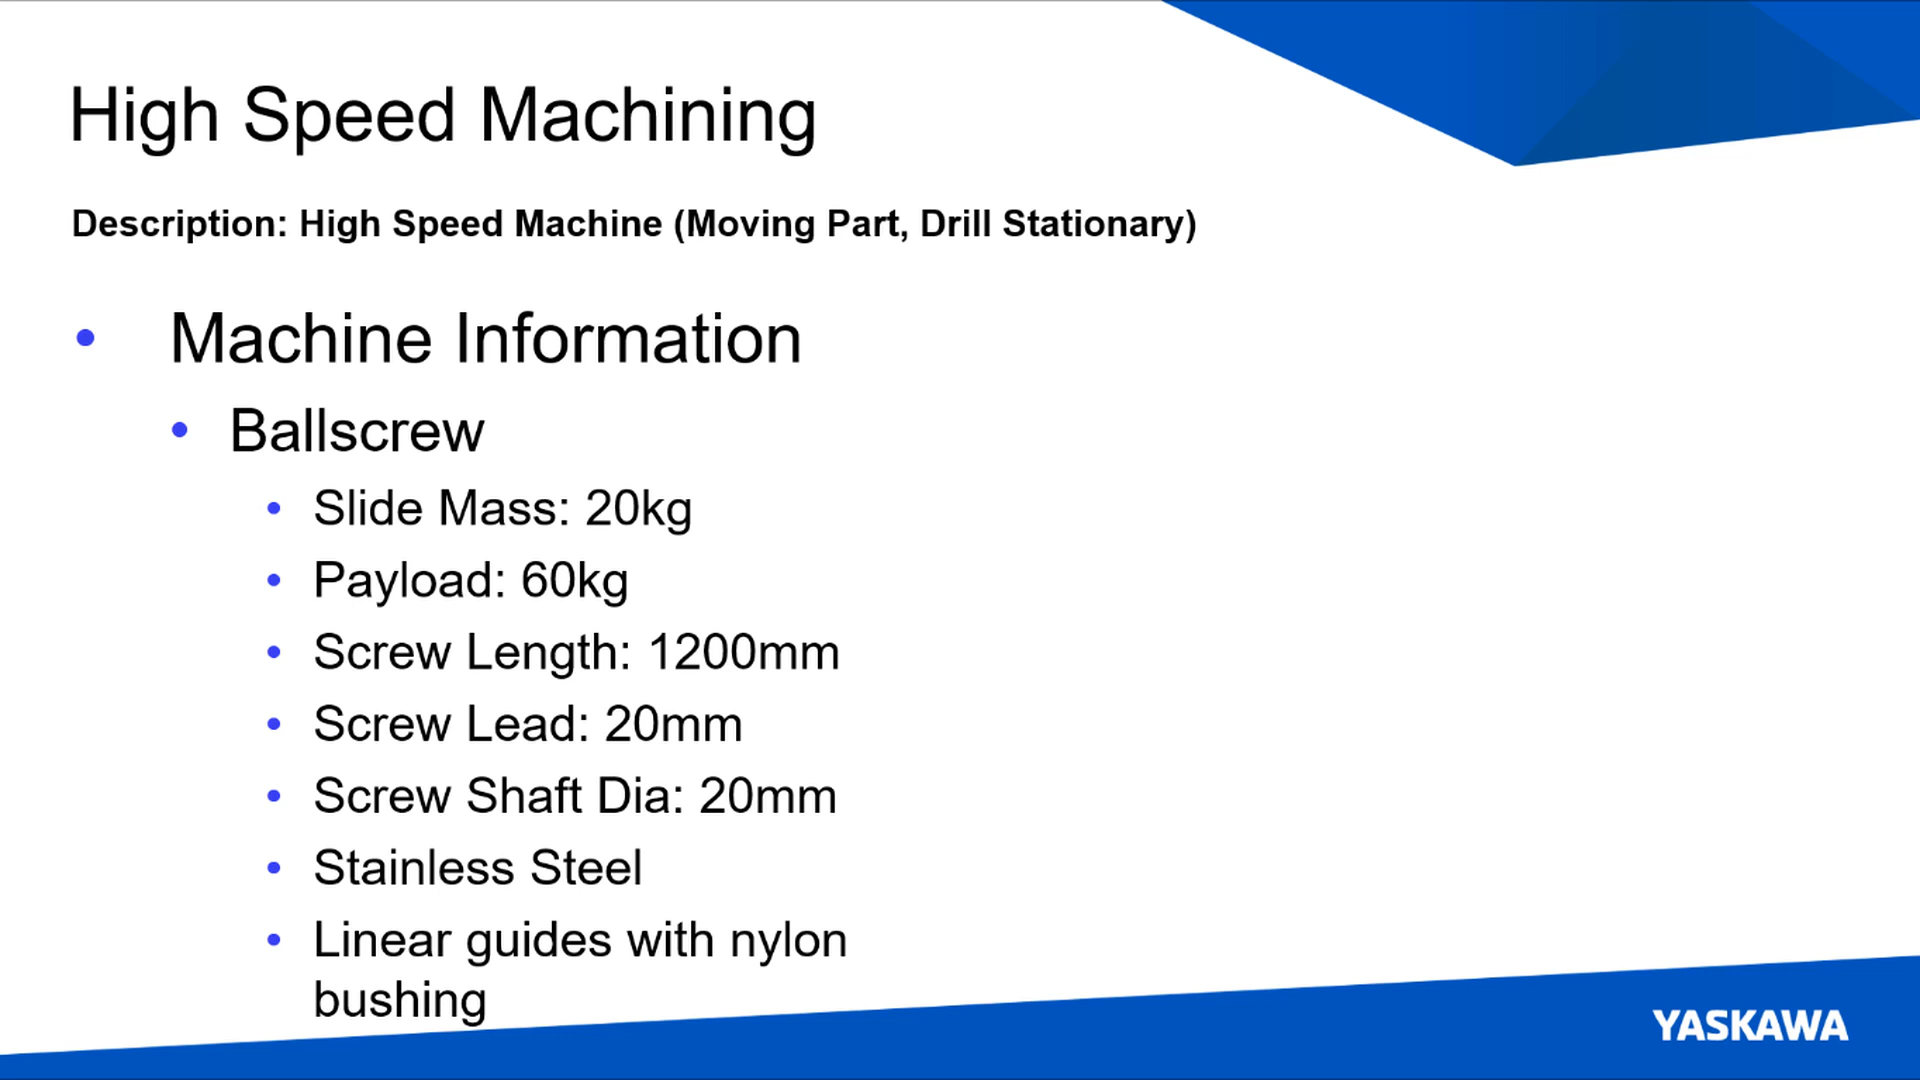 High Speed Machining
Description: High Speed Machine (Moving Part, Drill Stationary)
• Machine Information
• Ballscrew
• Slide Mass: 20kg
• Payload: 60kg
• Screw Length: 1200mm
• Screw Lead: 20mm
• Screw Shaft Dia: 20mm
• Stainless Steel
• Linear guides with nylon
bushing
YASKAWA